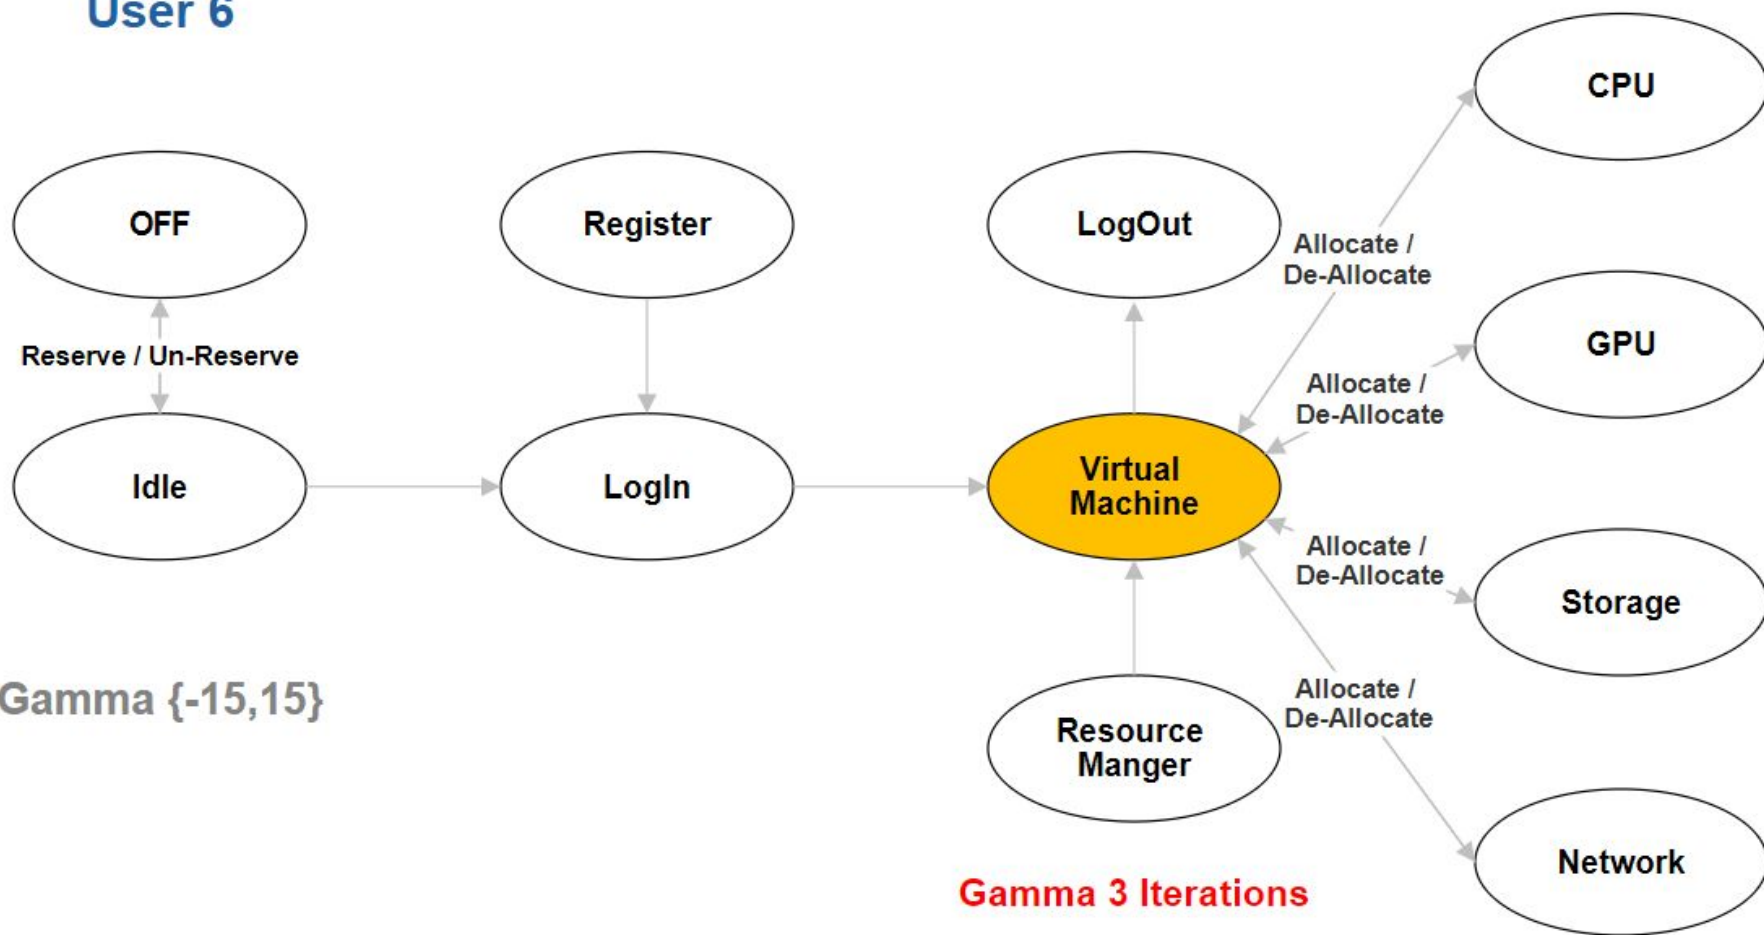 User 6
CPU
OFF
Register
LogOut
Allocate /
De-Allocate
Reserve / Un-Reserve
GPU
Allocate /
De-Allocate
Idle
LogIn
Virtual
Machine
Allocate /
De-Allocate
Storage
Gamma {-15,15}
Allocate /
De-Allocate
Resource
Manger
Network
Gamma 3 Iterations